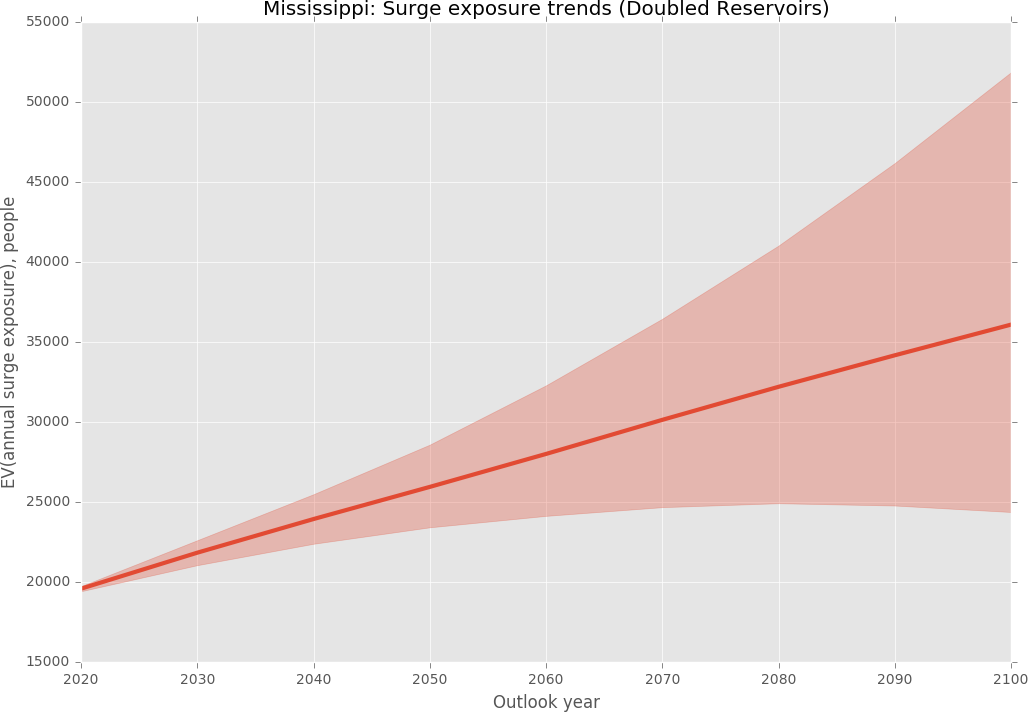 Mississippi: Surge exposure trends (Doubled Reservoirs)
55000
50000
45000
40000
35000
30000
25000
20000
15000
EV(annual surge exposure), people
2020 2030 2040 2050 2060 2070 2080 2090 2100
Outlook year